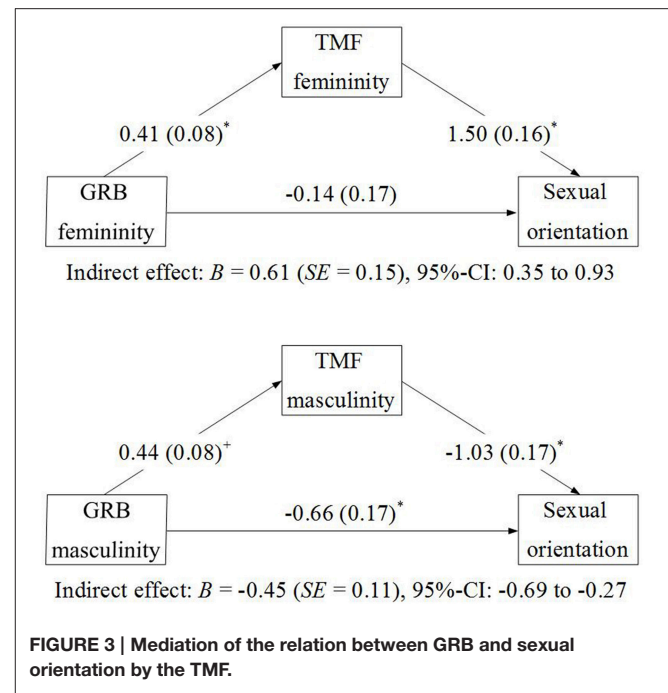 TMF
femininity
0.41 (0.08)* 1.50 (0.16)*
GRB
femininity
-0.14 (0.17)
Sexual
orientation
Indirect effect: B = 0.61 (SE = 0.15), 95%-CI: 0.35 to 0.93
TMF
masculinity
0.44 (0.08)+ -1.03 (0.17)*
GRB
masculinity
-0.66 (0.17)*
Sexual
orientation
Indirect effect: B = -0.45 (SE = 0.11), 95%-CI: -0.69 to -0.27
FIGURE 3 | Mediation of the relation between GRB and sexual
orientation by the TMF.